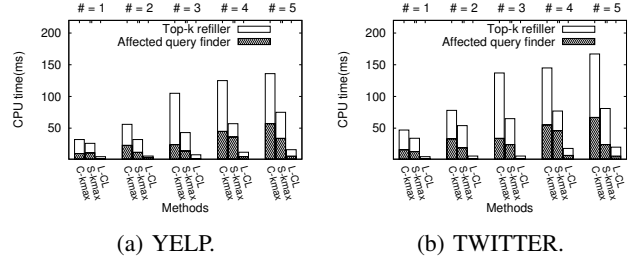 # = 1 # = 2 # = 3 # = 4 # = 5
Top-k refiller
Affected query finder
200
150
100
50
CPU time(ms)
C-kmax S-kmax L-CL C-kmax S-kmax L-CL C-kmax S-kmax L-CL C-kmax S-kmax L-CL C-kmax S-kmax L-CL
Methods
(a) YELP.
# = 1 # = 2 # = 3 # = 4 # = 5
Top-k refiller
Affected query finder
200
150
100
50
CPU time(ms)
C-kmax S-kmax L-CL C-kmax S-kmax L-CL C-kmax S-kmax L-CL C-kmax S-kmax L-CL C-kmax S-kmax L-CL
Methods
(b) TWITTER.